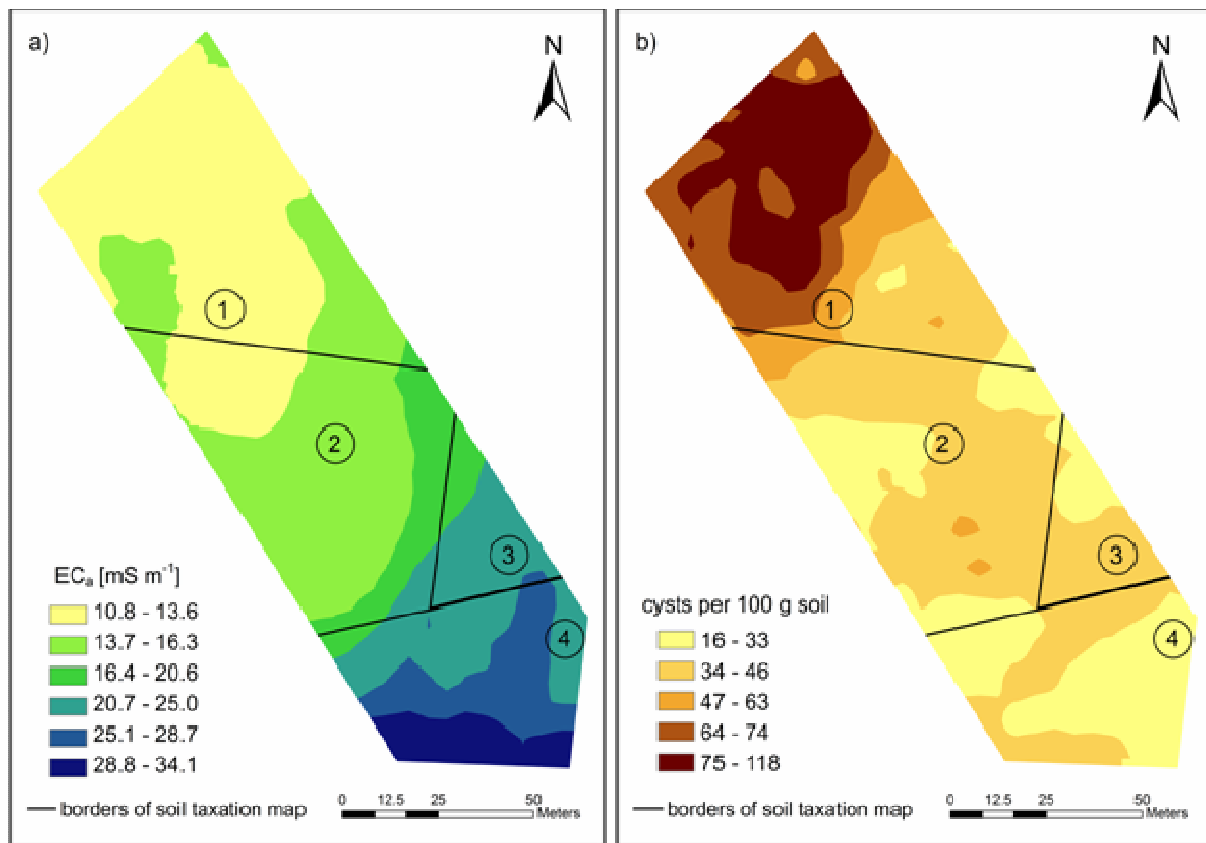 a)
N
1
2
3
4
ECa [mS m-1]
10.8 - 13.6
13.7 - 16.3
16.4 - 20.6
20.7 - 25.0
25.1 - 28.7
28.8 - 34.1
borders of soil taxation map
0 12.5 25 50
Meters
b)
N
1
2
3
4
cysts per 100 g soil
16 - 33
34 - 46
47 - 63
64 - 74
75 - 118
borders of soil taxation map
0 12.5 25 50
Meters